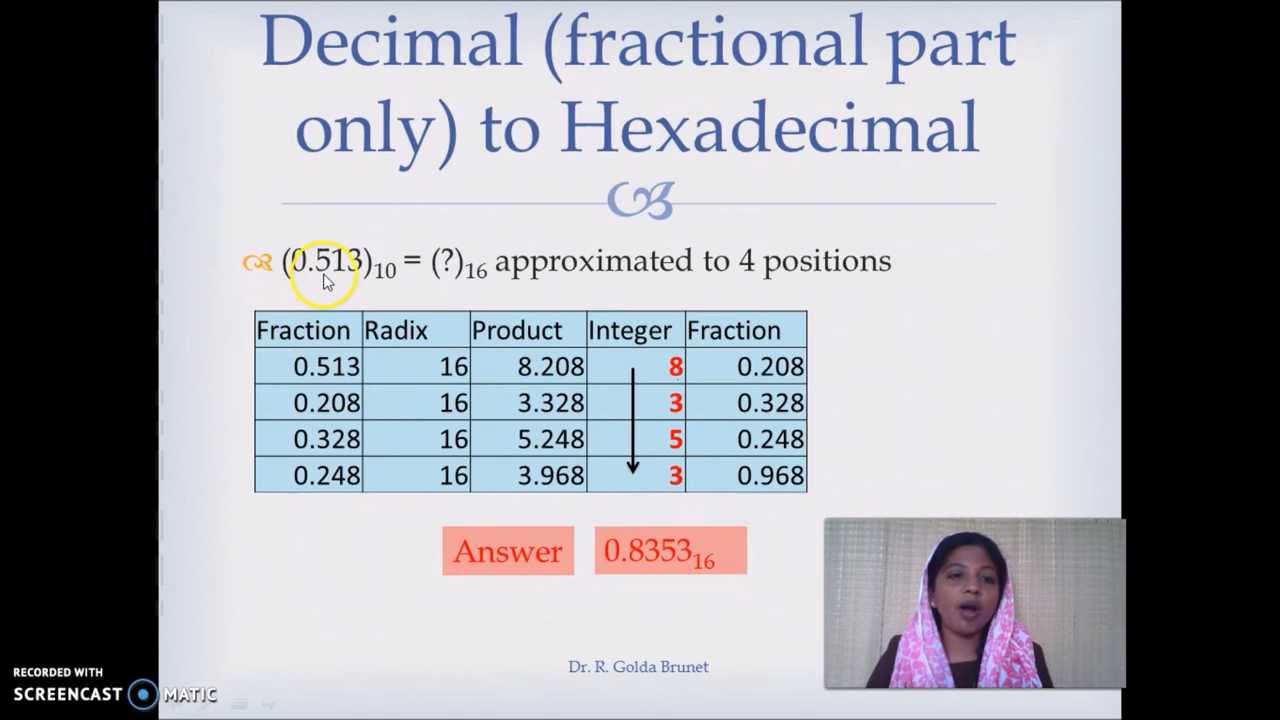 Decimal (fractional part
only) to Hexadecimal
(0.513)10 = (?)16 approximated to 4 positions
Fraction Radix Product Integer Fraction
0.513 16 8.208 8 0.208
0.208 16 3.328 3 0.328
0.328 16 5.248 5 0.248
0.248 16 3.968 3 0.968
Answer 0.835316
Dr. R. Golda Brunet
RECORDED WITH
SCREENCAST MATIC